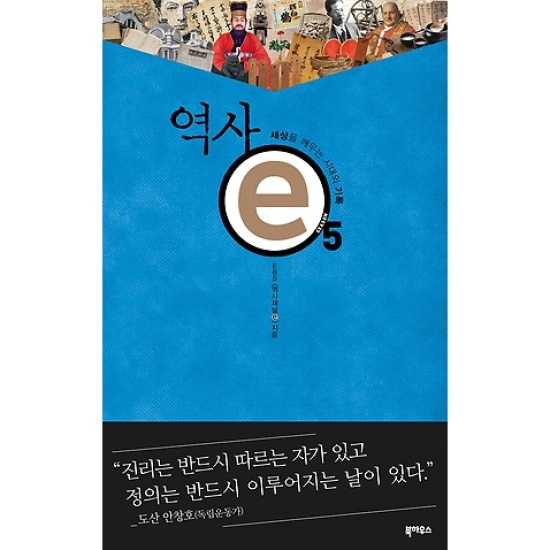 역사
세상을 깨우는 시대의 기록
e
5
EBS 〈역사채널ⓔ〉 지음
“진리는 반드시 따르는 자가 있고
정의는 반드시 이루어지는 날이 있다.”
_도산 안창호(독립운동가)
북하우스